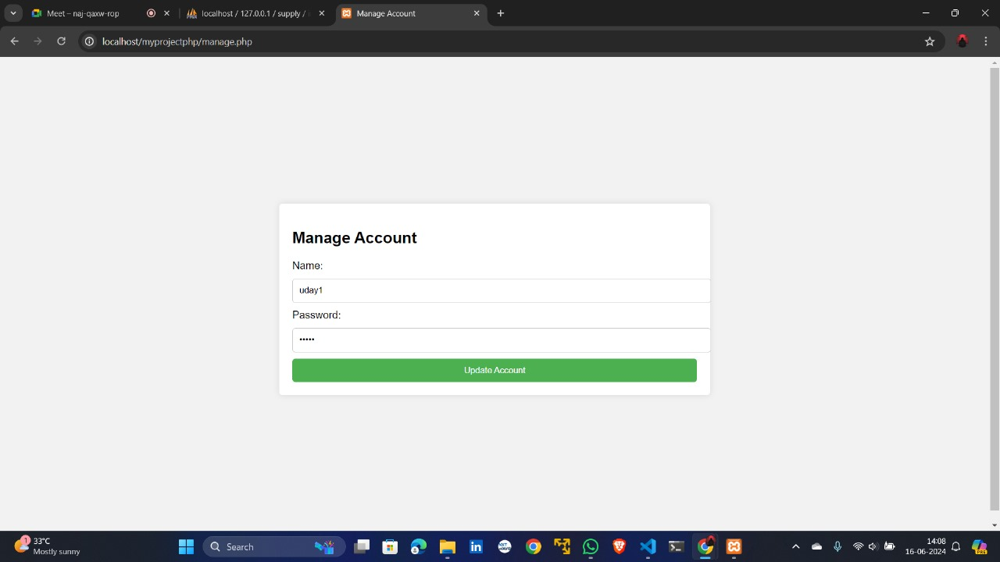 Meet – naj-qaxw-rop
localhost / 127.0.0.1 / supply /
Manage Account
localhost/myprojectphp/manage.php
Manage Account
Name:
uday1
Password:
•••••
Update Account
1
33°C
Mostly sunny
Search
14:08
16-06-2024